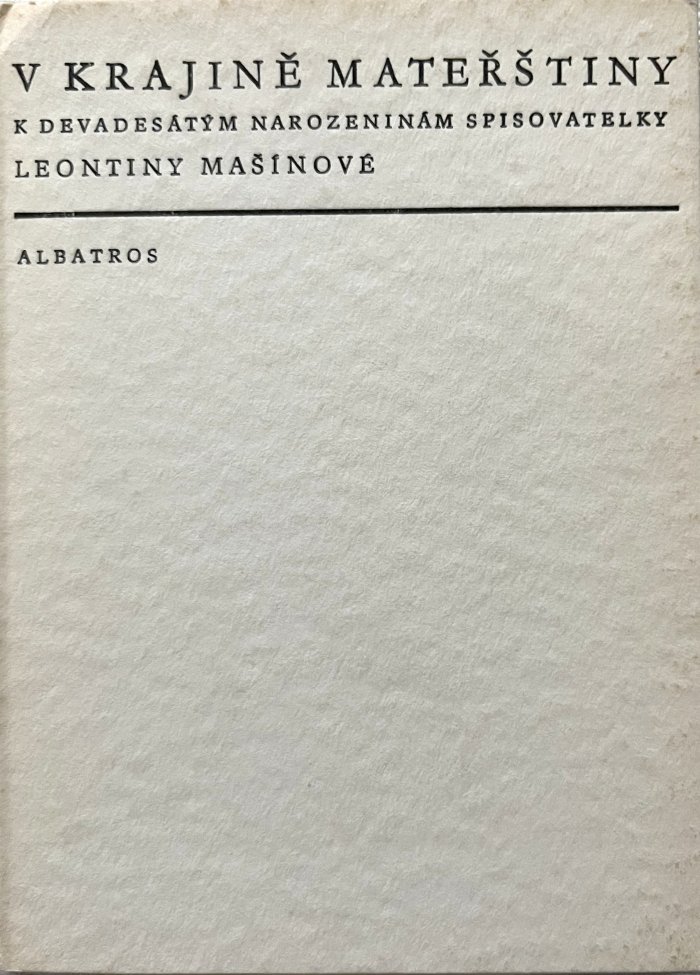 V KRAJINĚ MATEŘŠTINY
K DEVADESÁTÝM NAROZENINÁM SPISOVATELKY
LEONTINY MAŠÍNOVÉ
ALBATROS